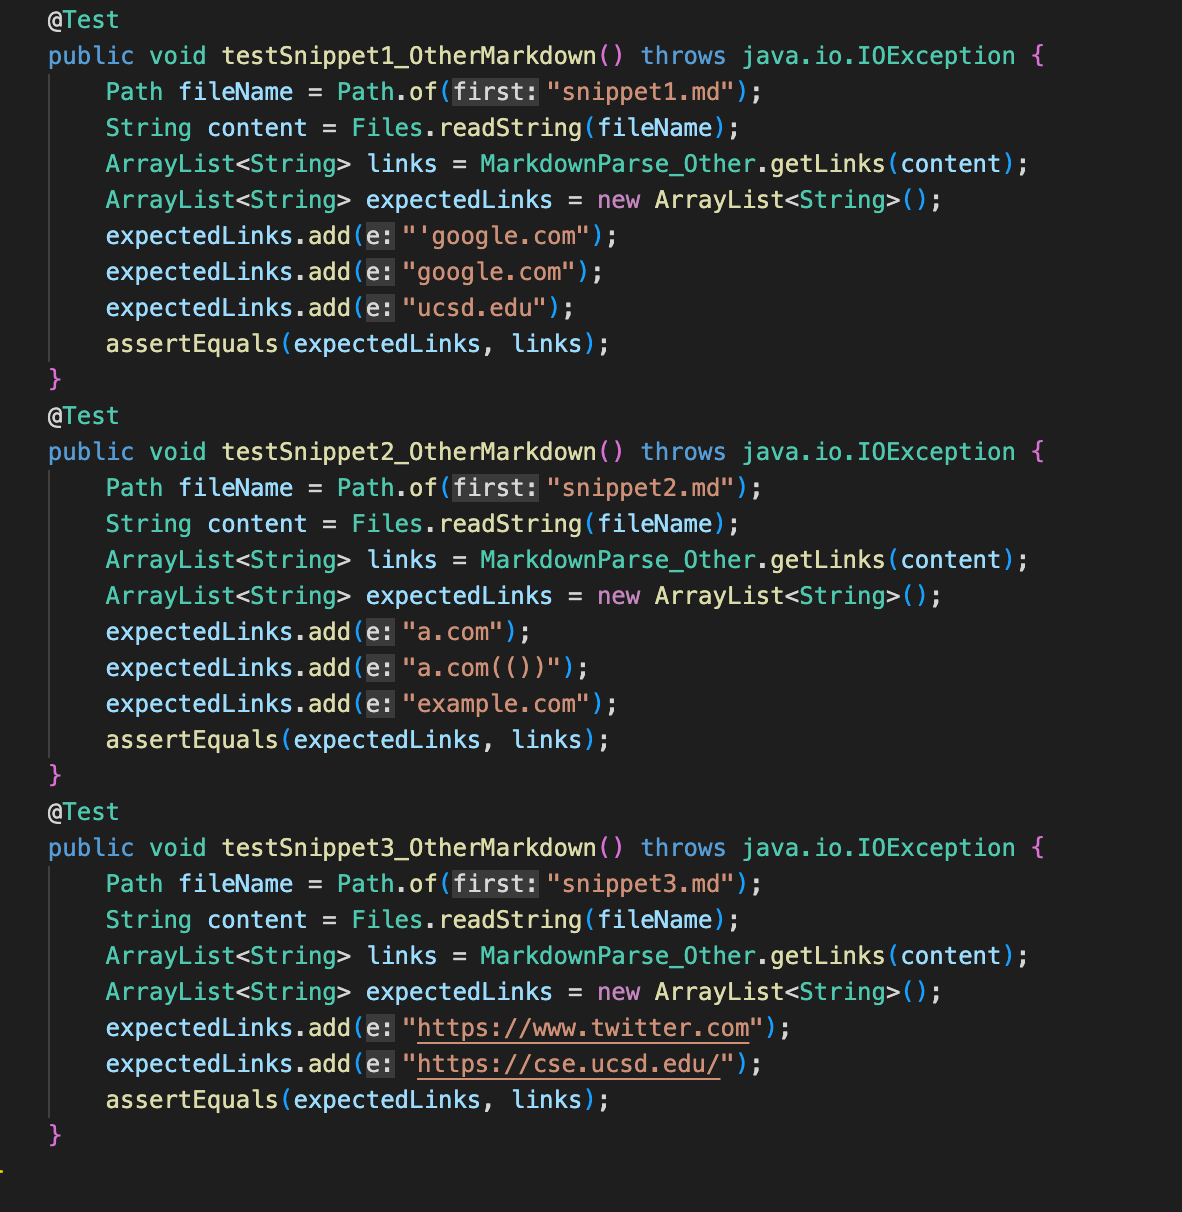 @Test
public void testSnippet1_OtherMarkdown() throws java.io.IOException {
    Path fileName = Path.of(first: "snippet1.md");
    String content = Files.readString(fileName);
    ArrayList<String> links = MarkdownParse_Other.getLinks(content);
    ArrayList<String> expectedLinks = new ArrayList<String>();
    expectedLinks.add(e: "'google.com");
    expectedLinks.add(e: "google.com");
    expectedLinks.add(e: "ucsd.edu");
    assertEquals(expectedLinks, links);
}
@Test
public void testSnippet2_OtherMarkdown() throws java.io.IOException {
    Path fileName = Path.of(first: "snippet2.md");
    String content = Files.readString(fileName);
    ArrayList<String> links = MarkdownParse_Other.getLinks(content);
    ArrayList<String> expectedLinks = new ArrayList<String>();
    expectedLinks.add(e: "a.com");
    expectedLinks.add(e: "a.com(())");
    expectedLinks.add(e: "example.com");
    assertEquals(expectedLinks, links);
}
@Test
public void testSnippet3_OtherMarkdown() throws java.io.IOException {
    Path fileName = Path.of(first: "snippet3.md");
    String content = Files.readString(fileName);
    ArrayList<String> links = MarkdownParse_Other.getLinks(content);
    ArrayList<String> expectedLinks = new ArrayList<String>();
    expectedLinks.add(e: "https://www.twitter.com");
    expectedLinks.add(e: "https://cse.ucsd.edu/");
    assertEquals(expectedLinks, links);
}